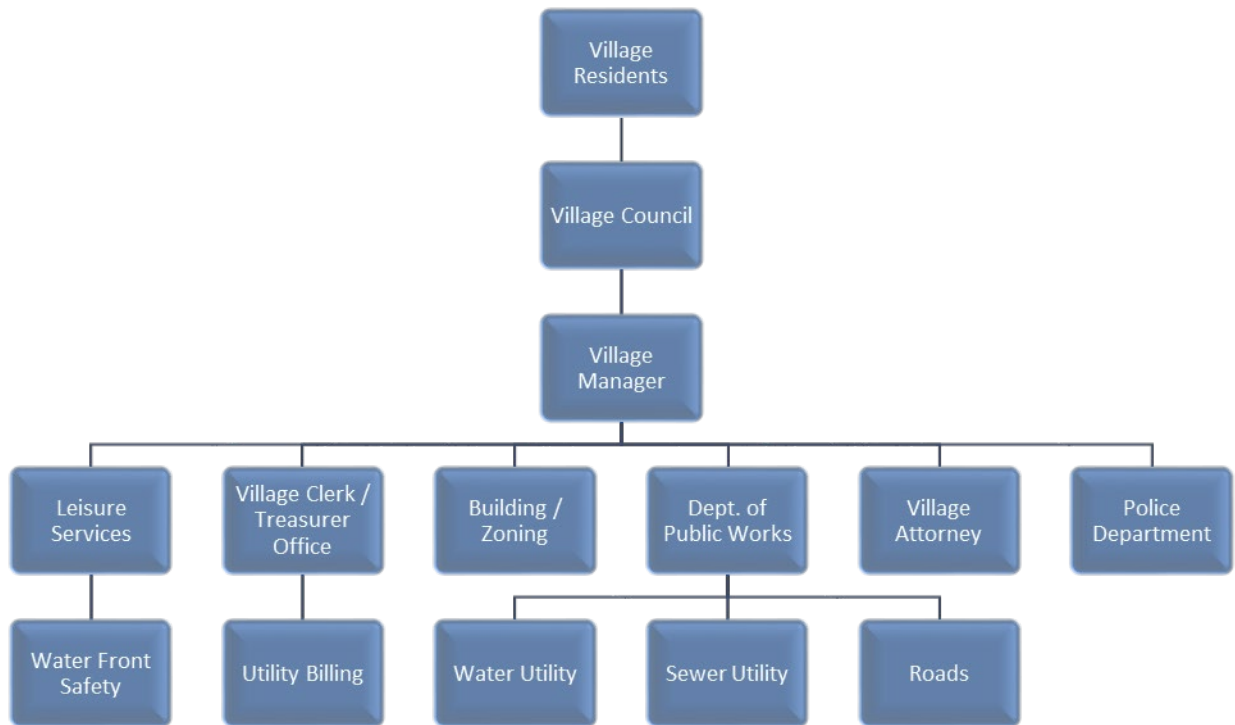 Village
Residents
Village Council
Village
Manager
Leisure
Services
Village Clerk /
Treasurer
Office
Building /
Zoning
Dept. of
Public Works
Village
Attorney
Police
Department
Water Front
Safety
Utility Billing
Water Utility
Sewer Utility
Roads